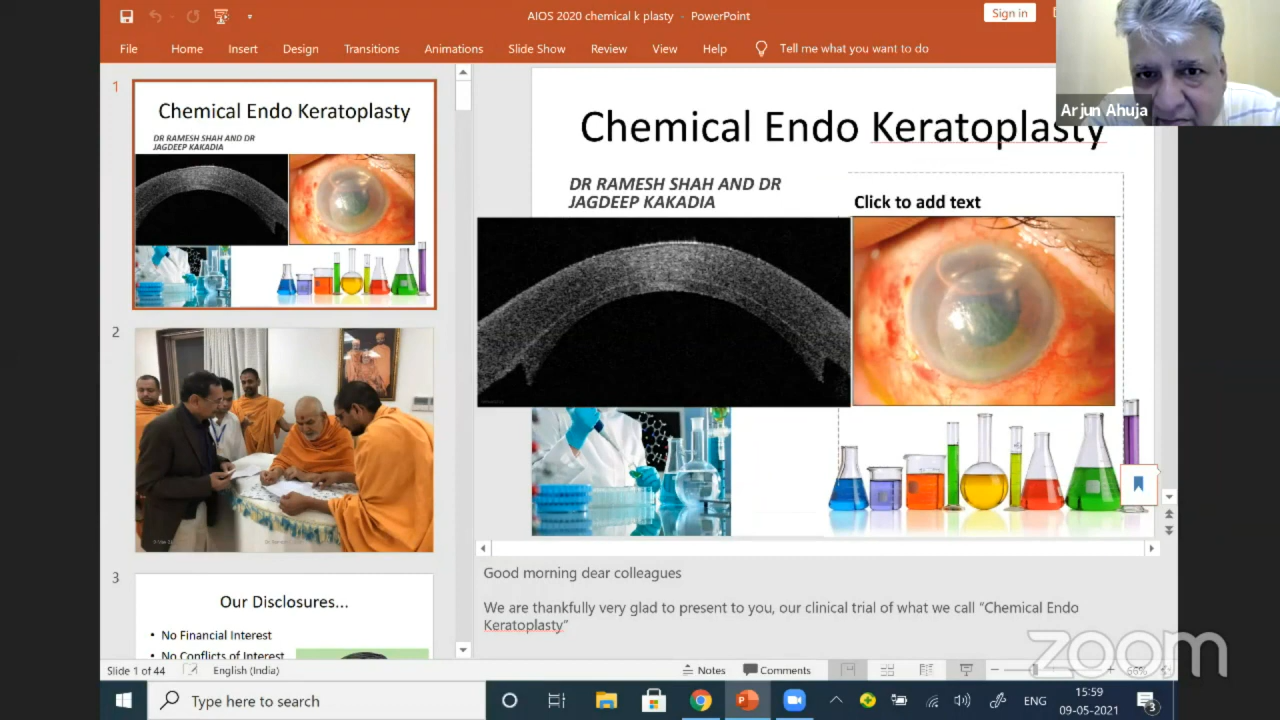 AIOS 2020 chemical k plasty - PowerPoint
Sign in
File Home Insert Design Transitions Animations Slide Show Review View Help Tell me what you want to do
Arjun Ahuja
1
Chemical Endo Keratoplasty
DR RAMESH SHAH AND DR
JAGDEEP KAKADIA
2
3
Our Disclosures...
• No Financial Interest
• No Conflicts of Interest
Chemical Endo Keratoplasty
DR RAMESH SHAH AND DR
JAGDEEP KAKADIA
Click to add text
Good morning dear colleagues
We are thankfully very glad to present to you, our clinical trial of what we call “Chemical Endo
Keratoplasty”
zoom
Slide 1 of 44 English (India) Notes Comments 66%
Type here to search
ENG
15:59
09-05-2021
3